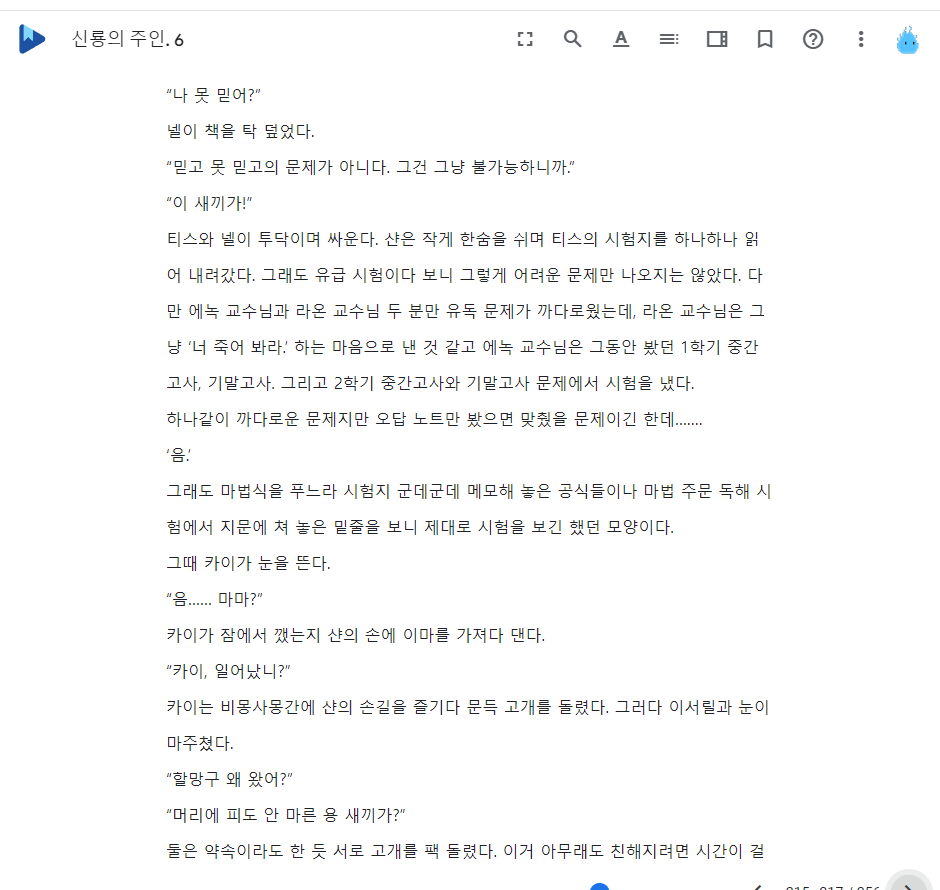 신룡의 주인. 6
“나 못 믿어?”
넬이 책을 탁 덮었다.
“믿고 못 믿고의 문제가 아니다. 그건 그냥 불가능하니까.”
“이 새끼가!”
티스와 넬이 투닥이며 싸운다. 샨은 작게 한숨을 쉬며 티스의 시험지를 하나하나 읽
어 내려갔다. 그래도 유급 시험이다 보니 그렇게 어려운 문제만 나오지는 않았다. 다
만 에녹 교수님과 라온 교수님 두 분만 유독 문제가 까다로웠는데, 라온 교수님은 그
냥 ‘너 죽어 봐라.’ 하는 마음으로 낸 것 같고 에녹 교수님은 그동안 봤던 1학기 중간
고사, 기말고사. 그리고 2학기 중간고사와 기말고사 문제에서 시험을 냈다.
하나같이 까다로운 문제지만 오답 노트만 봤으면 맞췄을 문제이긴 한데…….
‘음.’
그래도 마법식을 푸느라 시험지 군데군데 메모해 놓은 공식들이나 마법 주문 독해 시
험에서 지문에 쳐 놓은 밑줄을 보니 제대로 시험을 보긴 했던 모양이다.
그때 카이가 눈을 뜬다.
“음…… 마마?”
카이가 잠에서 깼는지 샨의 손에 이마를 가져다 댄다.
“카이, 일어났니?”
카이는 비몽사몽간에 샨의 손길을 즐기다 문득 고개를 돌렸다. 그러다 이서릴과 눈이
마주쳤다.
“할망구 왜 왔어?”
“머리에 피도 안 마른 용 새끼가?”
둘은 약속이라도 한 듯 서로 고개를 팩 돌렸다. 이거 아무래도 친해지려면 시간이 걸